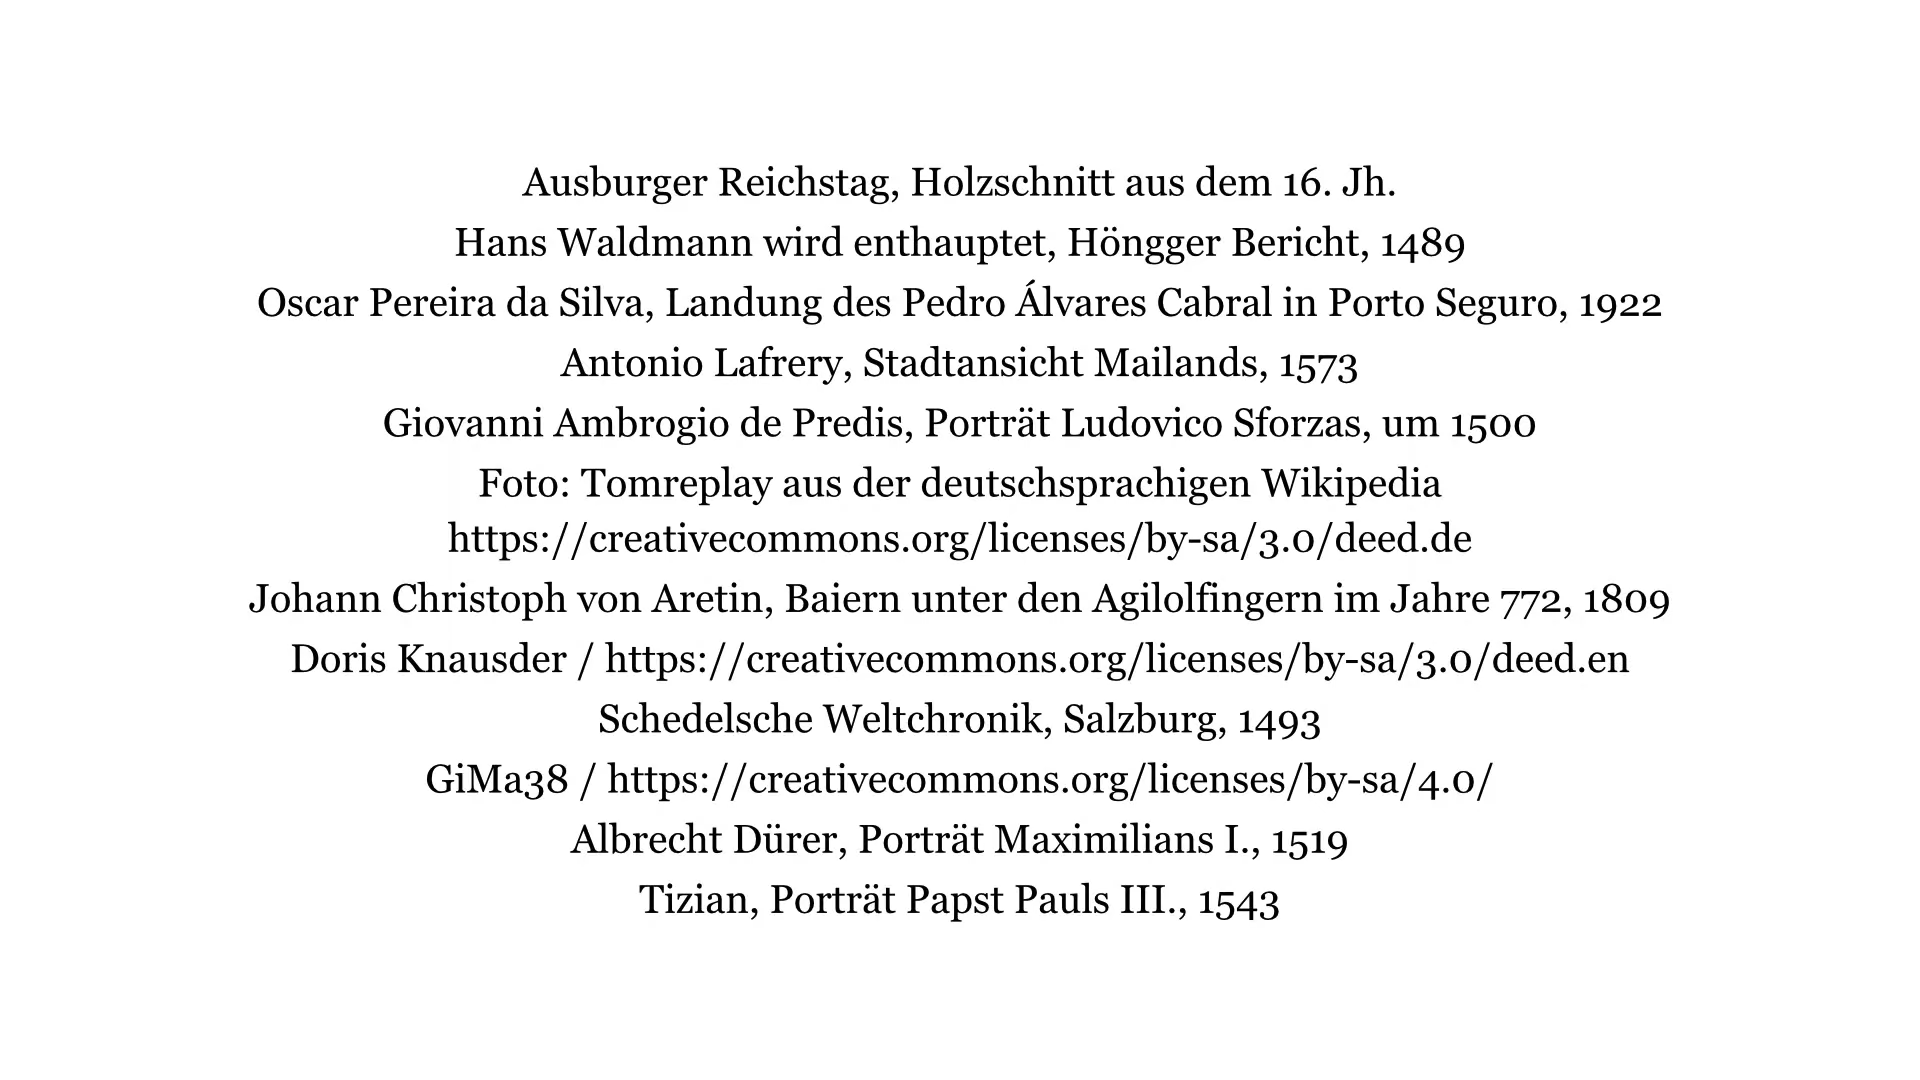 Ausburger Reichstag, Holzschnitt aus dem 16. Jh.
Hans Waldmann wird enthauptet, Höngger Bericht, 1489
Oscar Pereira da Silva, Landung des Pedro Álvares Cabral in Porto Seguro, 1922
Antonio Lafrery, Stadtansicht Mailands, 1573
Giovanni Ambrogio de Predis, Porträt Ludovico Sforzas, um 1500
Foto: Tomreplay aus der deutschsprachigen Wikipedia
https://creativecommons.org/licenses/by-sa/3.0/deed.de
Johann Christoph von Aretin, Baiern unter den Agilolfingern im Jahre 772, 1809
Doris Knausder / https://creativecommons.org/licenses/by-sa/3.0/deed.en
Schedelsche Weltchronik, Salzburg, 1493
GiMa38 / https://creativecommons.org/licenses/by-sa/4.0/
Albrecht Dürer, Porträt Maximilians I., 1519
Tizian, Porträt Papst Pauls III., 1543